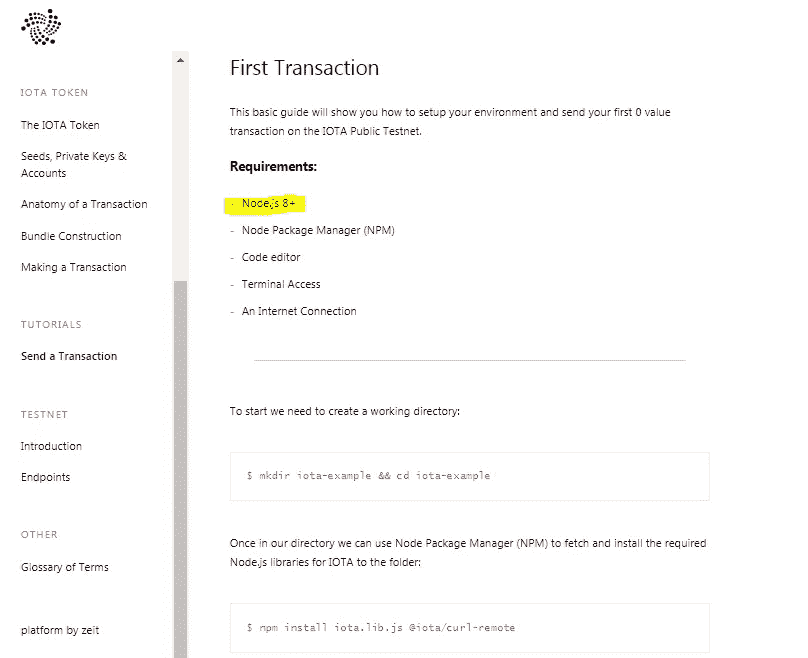 IOTA TOKEN
The IOTA Token
Seeds, Private Keys &
Accounts
Anatomy of a Transaction
Bundle Construction
Making a Transaction
TUTORIALS
Send a Transaction
TESTNET
Introduction
Endpoints
OTHER
Glossary of Terms
platform by zeit
First Transaction
This basic guide will show you how to setup your environment and send your first 0 value
transaction on the IOTA Public Testnet.
Requirements:
- Node.js 8+
- Node Package Manager (NPM)
- Code editor
- Terminal Access
- An Internet Connection
To start we need to create a working directory:
$ mkdir iota-example && cd iota-example
Once in our directory we can use Node Package Manager (NPM) to fetch and install the required
Node.js libraries for IOTA to the folder:
$ npm install iota.lib.js @iota/curl-remote